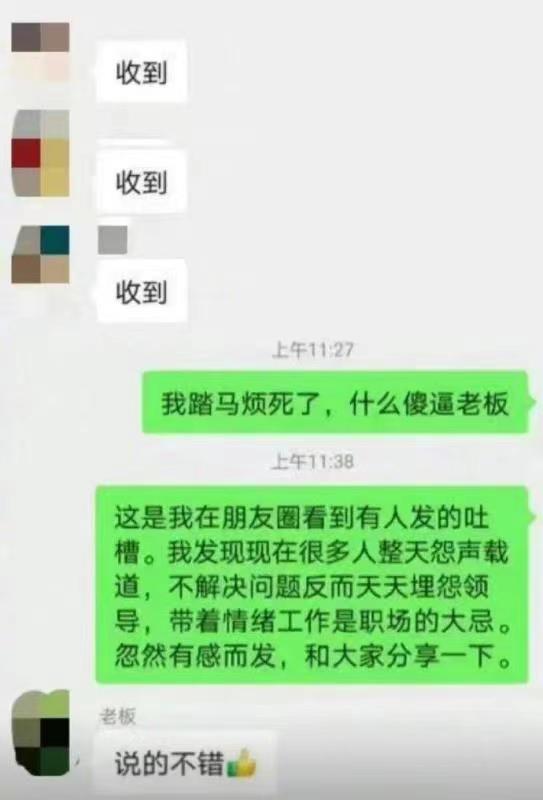 收到
收到
收到
上午11:27
我踏马烦死了，什么傻逼老板
上午11:38
这是我在朋友圈看到有人发的吐
槽。我发现现在很多人整天怨声载
道，不解决问题反而天天埋怨领
导，带着情绪工作是职场的大忌。
忽然有感而发，和大家分享一下。
老板
说的不错👍